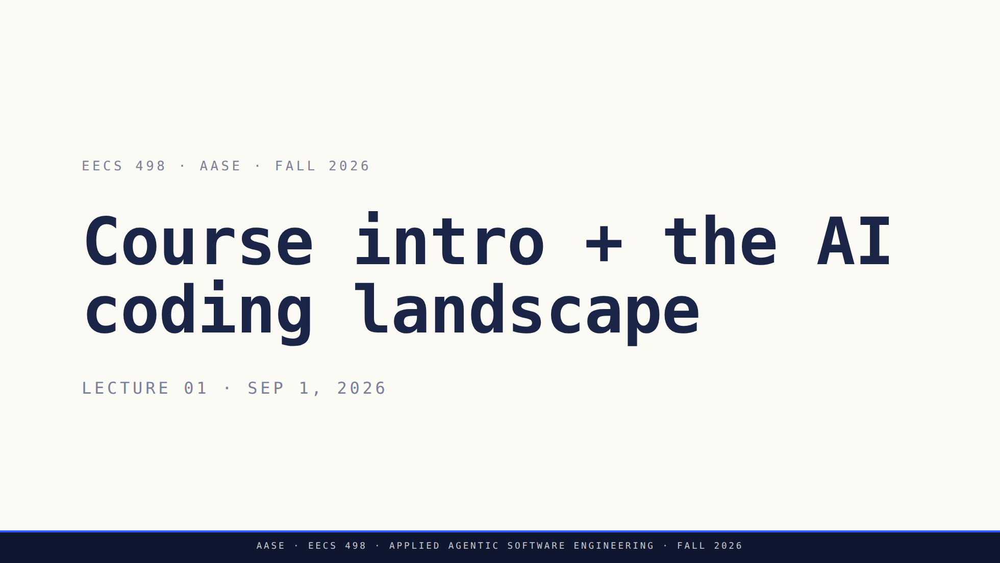 EECS 498 · AASE · FALL 2026
Course intro + the AI
coding landscape
LECTURE 01 · SEP 1, 2026
AASE · EECS 498 · APPLIED AGENTIC SOFTWARE ENGINEERING · FALL 2026